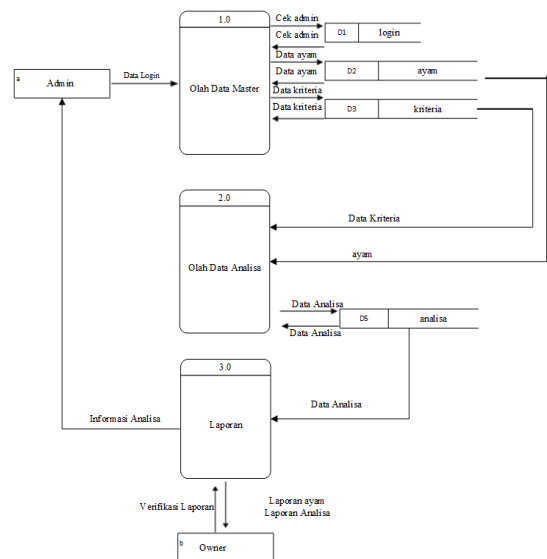 1.0
Cek admin
Cek admin
D1 login
Data ayam
Data ayam
D2 ayam
a
Admin
Data Login
Olah Data Master
Data kriteria
Data kriteria
D3 kriteria
2.0
Data Kriteria
ayam
Olah Data Analisa
Data Analisa
D5 analisa
Data Analisa
3.0
Data Analisa
Informasi Analisa
Laporan
Verifikasi Laporan
Laporan ayam
Laporan Analisa
b
Owner